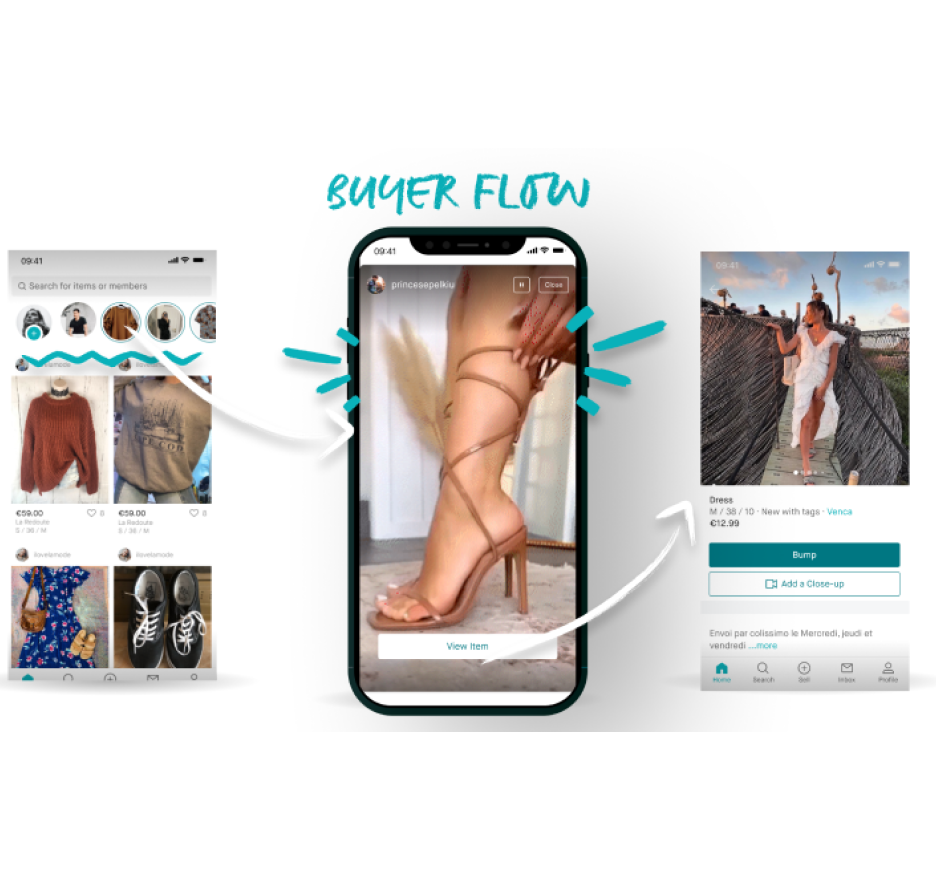 BUYER FLOW
09:41
Search for items or members
ilovelamode
€59.00
8
La Redoute
S / 36 / M
€59.00
8
La Redoute
S / 36 / M
ilovelamode
ilovelamode
09:41
princesepelkiu
H
Close
View Item
09:41
Dress
M / 38 / 10 · New with tags · Venca
€12.99
Bump
Add a Close-up
Envoi par colissimo le Mercredi, jeudi et
vendredi ...more
Home
Search
Sell
Inbox
Profile